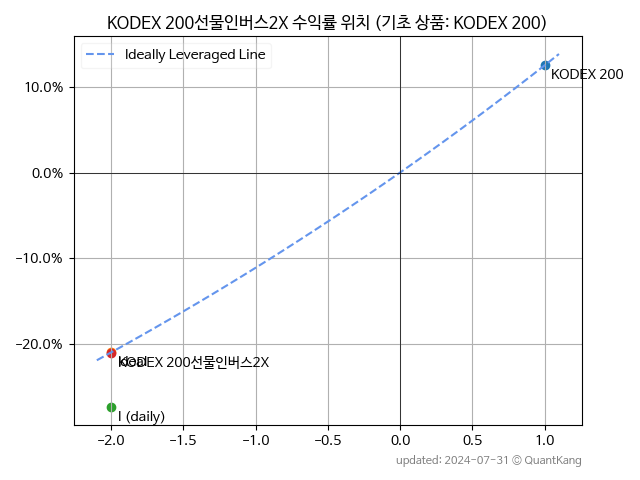 KODEX 200선물인버스2X 수익률 위치 (기초 상품: KODEX 200)
Ideally Leveraged Line
KODEX 200
10.0%
0.0%
−10.0%
−20.0%
KODEX 200선물인버스2X
I (daily)
−2.0 −1.5 −1.0 −0.5 0.0 0.5 1.0
updated: 2024-07-31 © QuantKang